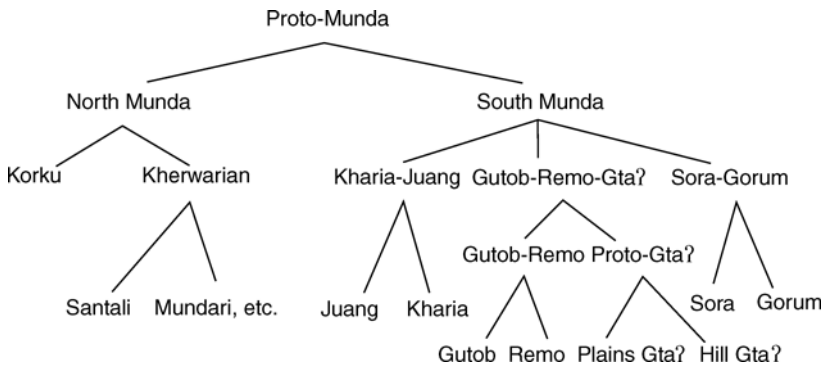 Proto-Munda
North Munda South Munda
Korku Kherwarian Kharia-Juang Gutob-Remo-Gtaʔ Sora-Gorum
Gutob-Remo Proto-Gtaʔ
Santali Mundari, etc. Juang Kharia Sora Gorum
Gutob Remo Plains Gtaʔ Hill Gtaʔ